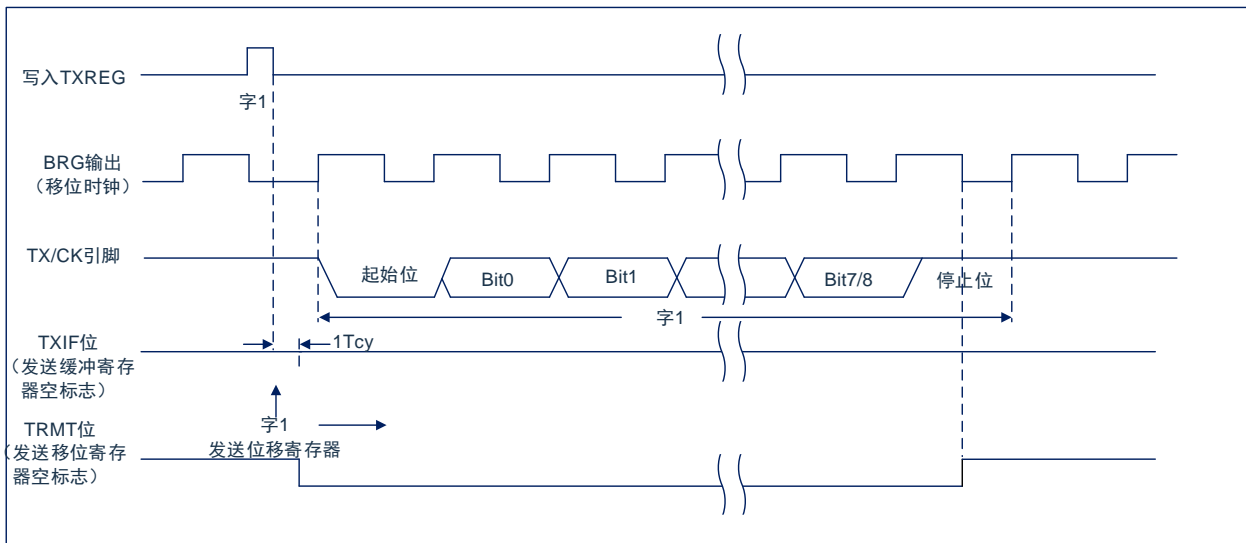 写入TXREG
字1
BRG输出
（移位时钟）
TX/CK引脚
起始位
Bit0
Bit1
Bit7/8
停止位
字1
TXIF位
（发送缓冲寄存
器空标志）
1Tcy
字1
发送位移寄存器
TRMT位
（发送移位寄存
器空标志）